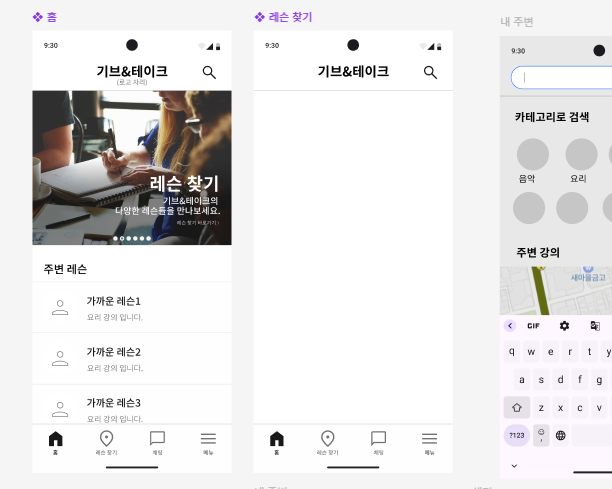 홈
9:30
기브&테이크
(로고 자리)
레슨 찾기
기브&테이크의
다양한 레슨들을 만나보세요.
레슨 찾기 바로가기 >
주변 레슨
가까운 레슨1
요리 강의 입니다.
가까운 레슨2
요리 강의 입니다.
가까운 레슨3
요리 강의 입니다.
홈
레슨 찾기
채팅
메뉴
레슨 찾기
9:30
기브&테이크
홈
레슨 찾기
채팅
메뉴
내 주변
9:30
카테고리로 검색
음악
요리
주변 강의
새마을금고
GIF
q w e r t y
a s d f g
z x c v
?123